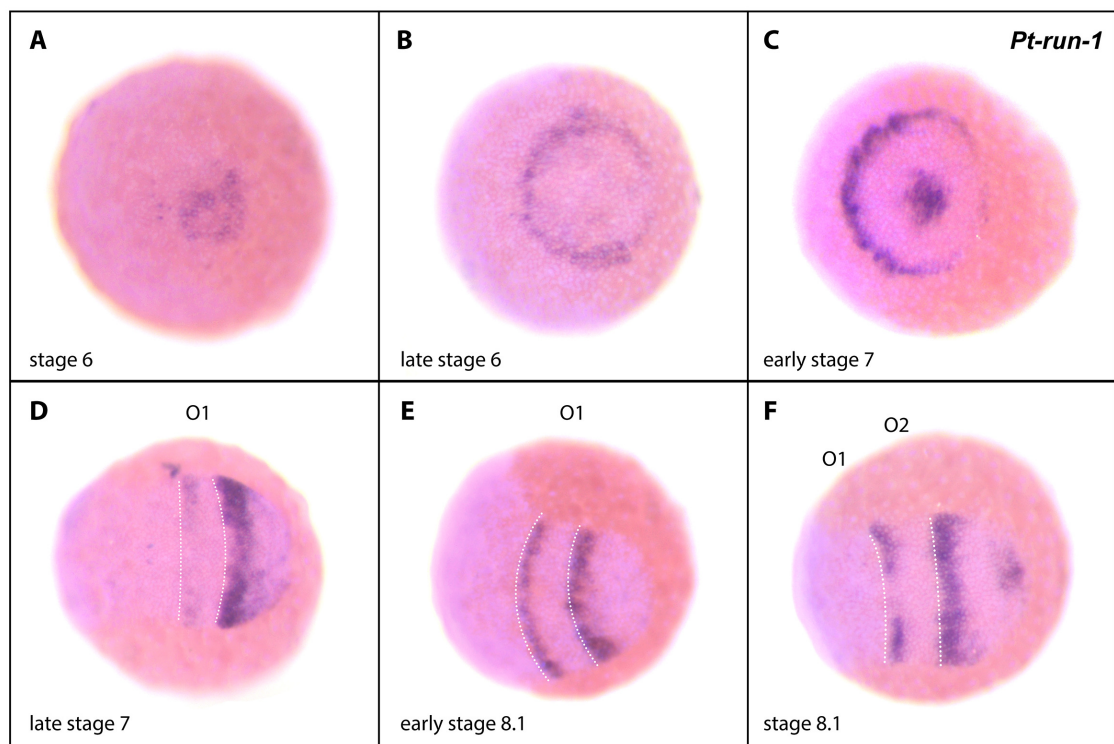 A
B
C
Pt-run-1
stage 6
late stage 6
early stage 7
D
O1
E
O1
F
O2
O1
late stage 7
early stage 8.1
stage 8.1